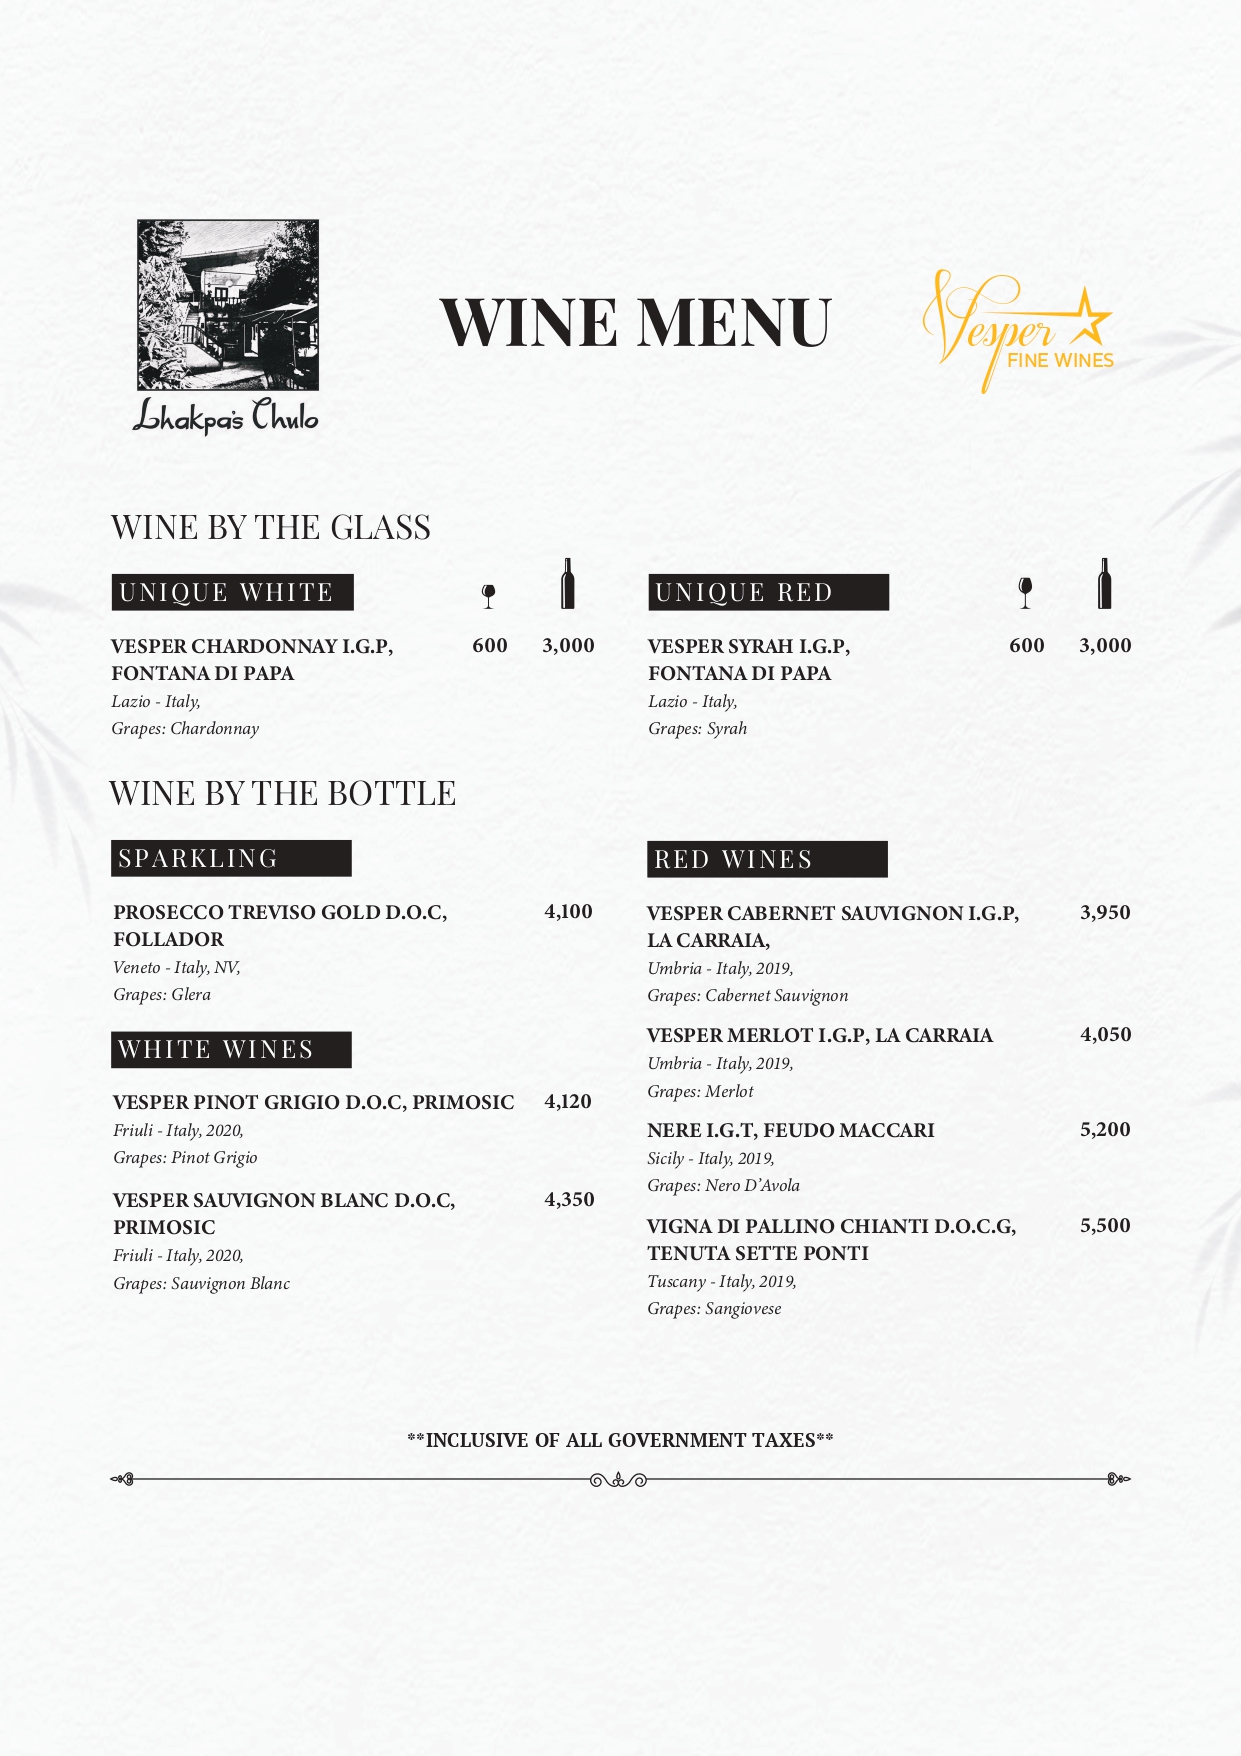 Lhakpa's Chulo
WINE MENU
Vesper
FINE WINES
WINE BY THE GLASS
UNIQUE WHITE
VESPER CHARDONNAY I.G.P, 600 3,000
FONTANA DI PAPA
Lazio - Italy,
Grapes: Chardonnay
UNIQUE RED
VESPER SYRAH I.G.P, 600 3,000
FONTANA DI PAPA
Lazio - Italy,
Grapes: Syrah
WINE BY THE BOTTLE
SPARKLING
PROSECCO TREVISO GOLD D.O.C, 4,100
FOLLADOR
Veneto - Italy, NV,
Grapes: Glera
WHITE WINES
VESPER PINOT GRIGIO D.O.C, PRIMOSIC 4,120
Friuli - Italy, 2020,
Grapes: Pinot Grigio
VESPER SAUVIGNON BLANC D.O.C, 4,350
PRIMOSIC
Friuli - Italy, 2020,
Grapes: Sauvignon Blanc
RED WINES
VESPER CABERNET SAUVIGNON I.G.P, 3,950
LA CARRAIA,
Umbria - Italy, 2019,
Grapes: Cabernet Sauvignon
VESPER MERLOT I.G.P, LA CARRAIA 4,050
Umbria - Italy, 2019,
Grapes: Merlot
NERE I.G.T, FEUDO MACCARI 5,200
Sicily - Italy, 2019,
Grapes: Nero D'Avola
VIGNA DI PALLINO CHIANTI D.O.C.G, 5,500
TENUTA SETTE PONTI
Tuscany - Italy, 2019,
Grapes: Sangiovese
**INCLUSIVE OF ALL GOVERNMENT TAXES**